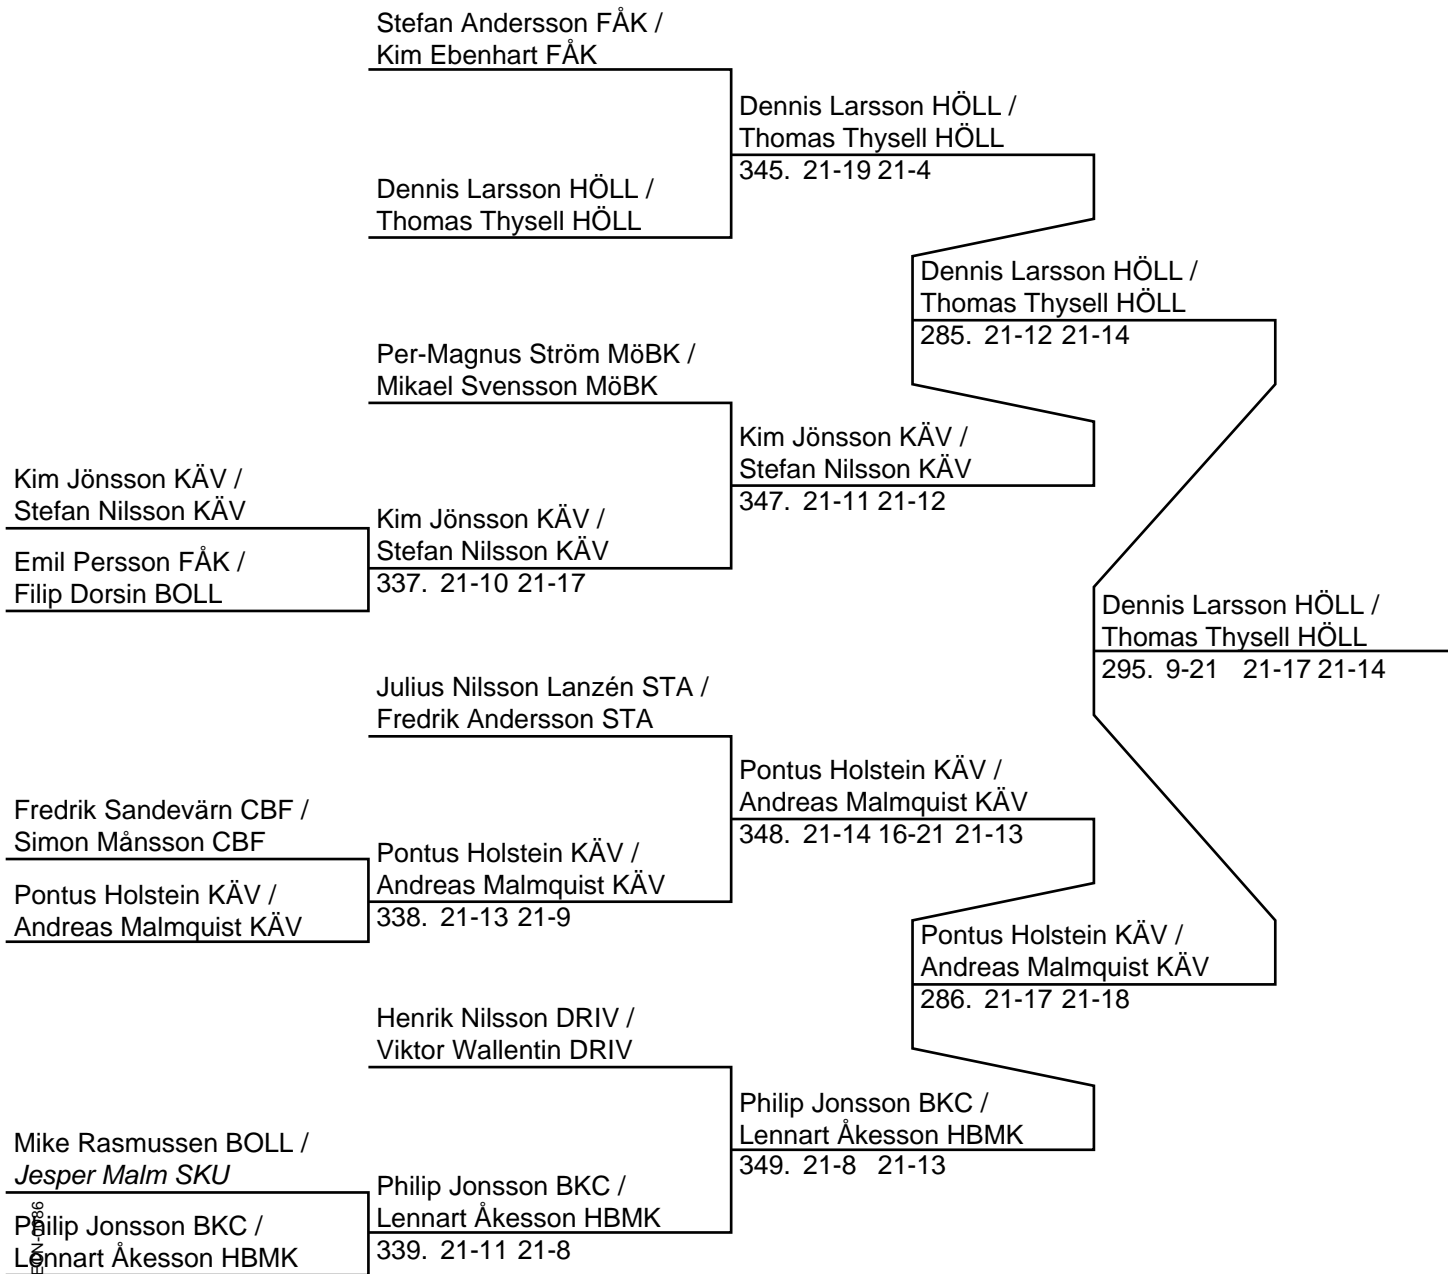 Stefan Andersson FÅK /
Kim Ebenhart FÅK
Dennis Larsson HÖLL /
Thomas Thysell HÖLL
345. 21-19 21-4
Dennis Larsson HÖLL /
Thomas Thysell HÖLL
Dennis Larsson HÖLL /
Thomas Thysell HÖLL
285. 21-12 21-14
Per-Magnus Ström MöBK /
Mikael Svensson MöBK
Kim Jönsson KÄV /
Stefan Nilsson KÄV
347. 21-11 21-12
Kim Jönsson KÄV /
Stefan Nilsson KÄV
Emil Persson FÅK /
Filip Dorsin BOLL
Kim Jönsson KÄV /
Stefan Nilsson KÄV
337. 21-10 21-17
Dennis Larsson HÖLL /
Thomas Thysell HÖLL
295. 9-21 21-17 21-14
Julius Nilsson Lanzén STA /
Fredrik Andersson STA
Pontus Holstein KÄV /
Andreas Malmquist KÄV
348. 21-14 16-21 21-13
Fredrik Sandevärn CBF /
Simon Månsson CBF
Pontus Holstein KÄV /
Andreas Malmquist KÄV
Pontus Holstein KÄV /
Andreas Malmquist KÄV
338. 21-13 21-9
Pontus Holstein KÄV /
Andreas Malmquist KÄV
286. 21-17 21-18
Henrik Nilsson DRIV /
Viktor Wallentin DRIV
Philip Jonsson BKC /
Lennart Åkesson HBMK
349. 21-8 21-13
Mike Rasmussen BOLL /
Jesper Malm SKU
Philip Jonsson BKC /
Lennart Åkesson HBMK
Philip Jonsson BKC /
Lennart Åkesson HBMK
339. 21-11 21-8